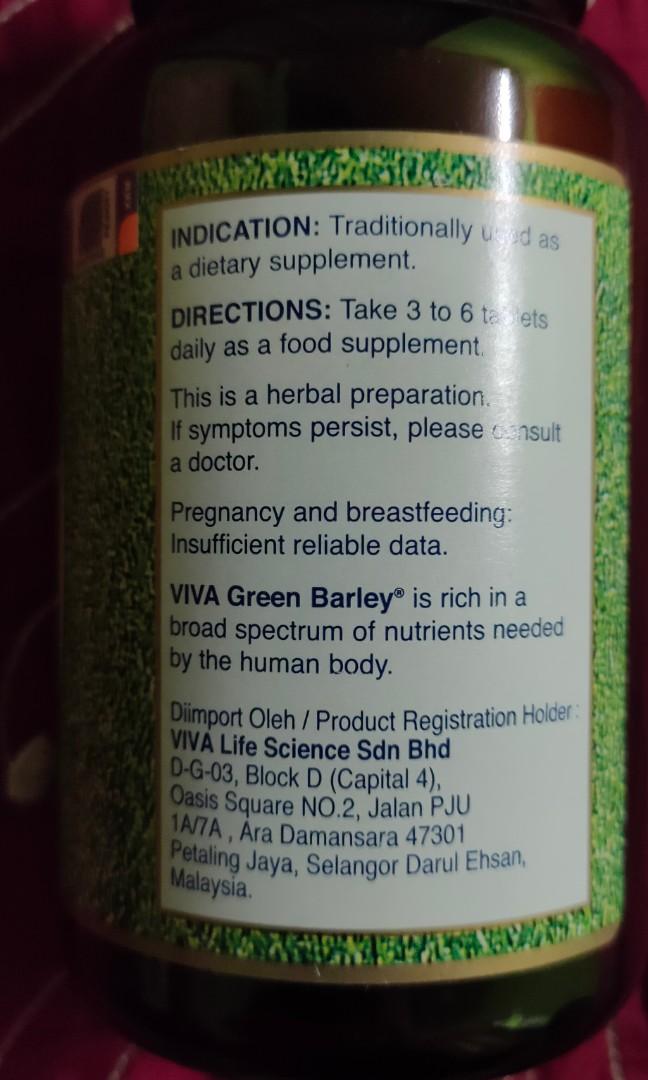 INDICATION: Traditionally used as
a dietary supplement.
DIRECTIONS: Take 3 to 6 tablets
daily as a food supplement.
This is a herbal preparation.
If symptoms persist, please consult
a doctor.
Pregnancy and breastfeeding:
Insufficient reliable data.
VIVA Green Barley® is rich in a
broad spectrum of nutrients needed
by the human body.
Diimport Oleh / Product Registration Holder :
VIVA Life Science Sdn Bhd
D-G-03, Block D (Capital 4),
Oasis Square NO.2, Jalan PJU
1A/7A , Ara Damansara 47301
Petaling Jaya, Selangor Darul Ehsan,
Malaysia.